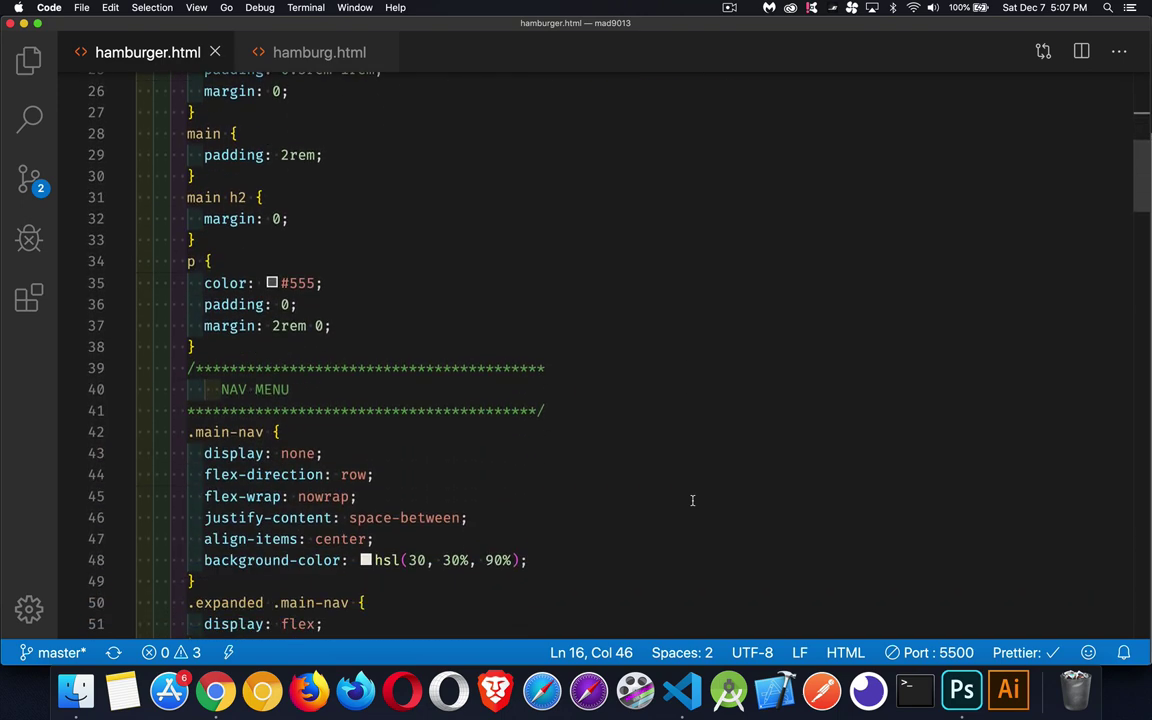 Code File Edit Selection View Go Debug Terminal Window Help 100% Sat Dec 7 5:07 PM
hamburger.html — mad9013
hamburger.html hamburg.html
26 margin: 0;
27 }
28 main {
29 padding: 2rem;
30 }
31 main h2 {
32 margin: 0;
33 }
34 p {
35 color: #555;
36 padding: 0;
37 margin: 2rem 0;
38 }
39 /*****************************************
40 NAV MENU
41 *****************************************/
42 .main-nav {
43 display: none;
44 flex-direction: row;
45 flex-wrap: nowrap;
46 justify-content: space-between;
47 align-items: center;
48 background-color: hsl(30, 30%, 90%);
49 }
50 .expanded .main-nav {
51 display: flex;
2
master* 0 3 Ln 16, Col 46 Spaces: 2 UTF-8 LF HTML Port : 5500 Prettier: ✓
6
Ps Ai